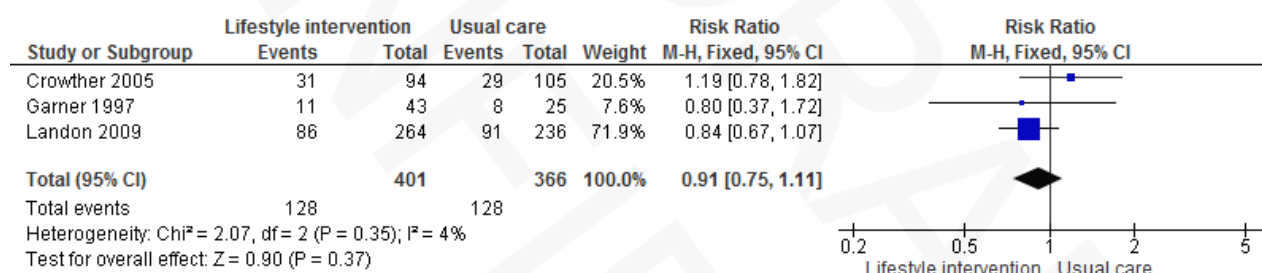 Lifestyle intervention Usual care Risk Ratio Risk Ratio
Study or Subgroup Events Total Events Total Weight M-H, Fixed, 95% CI M-H, Fixed, 95% CI
Crowther 2005 31 94 29 105 20.5% 1.19 [0.78, 1.82]
Garner 1997 11 43 8 25 7.6% 0.80 [0.37, 1.72]
Landon 2009 86 264 91 236 71.9% 0.84 [0.67, 1.07]
Total (95% CI) 401 366 100.0% 0.91 [0.75, 1.11]
Total events 128 128
Heterogeneity: Chi² = 2.07, df = 2 (P = 0.35); I² = 4%
Test for overall effect: Z = 0.90 (P = 0.37)
0.2 0.5 1 2 5
Lifestyle intervention Usual care